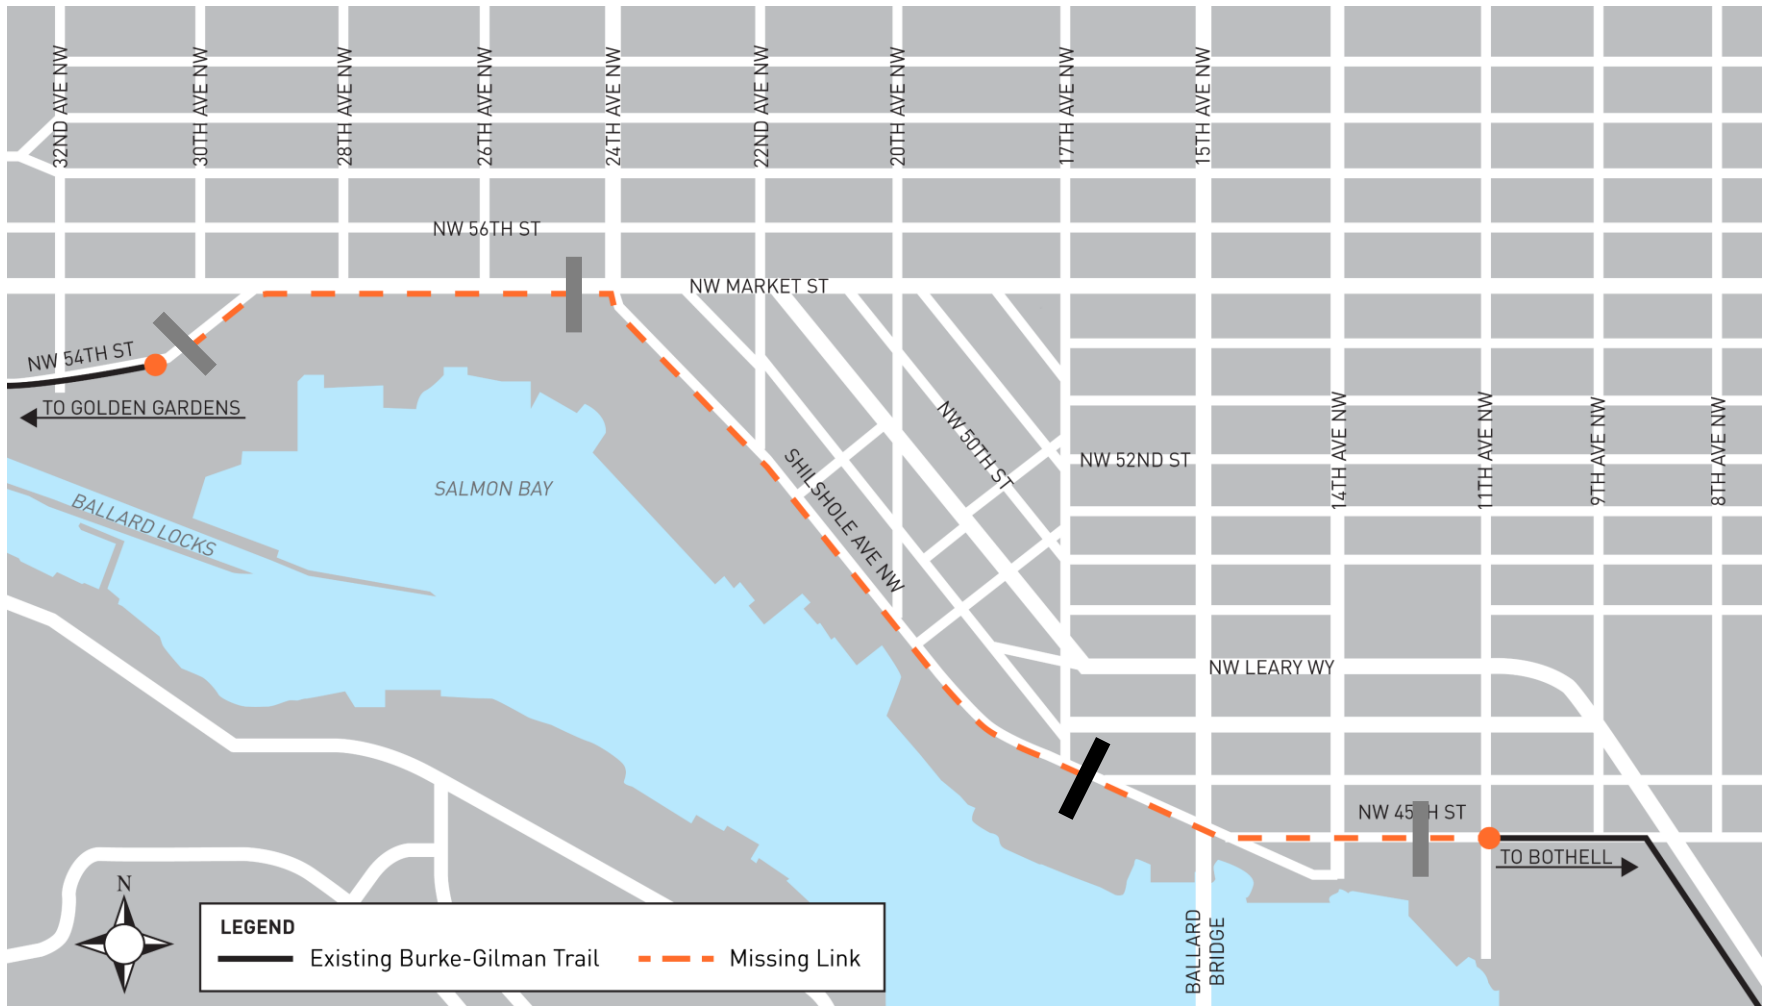 32ND AVE NW
30TH AVE NW
28TH AVE NW
26TH AVE NW
24TH AVE NW
22ND AVE NW
20TH AVE NW
17TH AVE NW
15TH AVE NW
NW 56TH ST
NW MARKET ST
NW 54TH ST
TO GOLDEN GARDENS
SALMON BAY
BALLARD LOCKS
SHILSHOLE AVE NW
NW 50TH ST
NW 52ND ST
14TH AVE NW
11TH AVE NW
9TH AVE NW
8TH AVE NW
NW LEARY WY
NW 45TH ST
TO BOTHELL
BALLARD
BRIDGE
N
LEGEND
Existing Burke-Gilman Trail
Missing Link